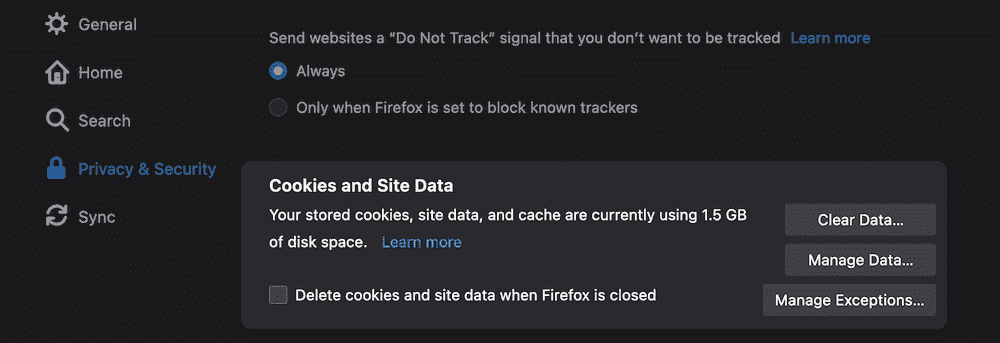 General
Home
Search
Privacy & Security
Sync
Send websites a “Do Not Track” signal that you don’t want to be tracked Learn more
Always
Only when Firefox is set to block known trackers
Cookies and Site Data
Your stored cookies, site data, and cache are currently using 1.5 GB
of disk space. Learn more
Clear Data...
Manage Data...
Delete cookies and site data when Firefox is closed
Manage Exceptions...